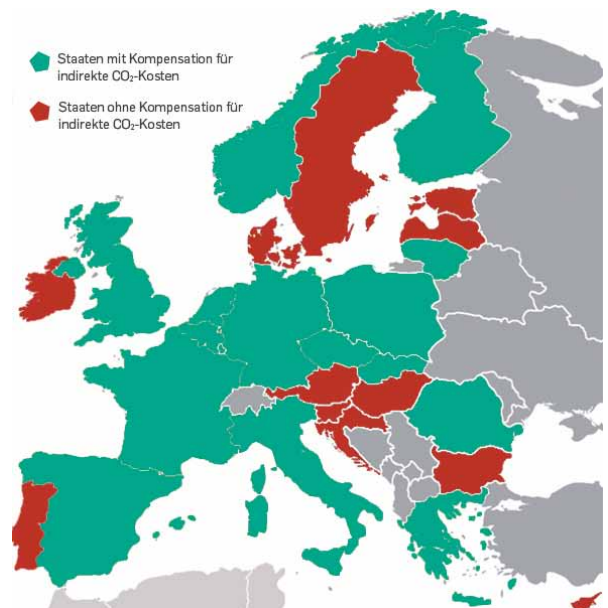 Staaten mit Kompensation für
indirekte CO₂-Kosten
Staaten ohne Kompensation für
indirekte CO₂-Kosten